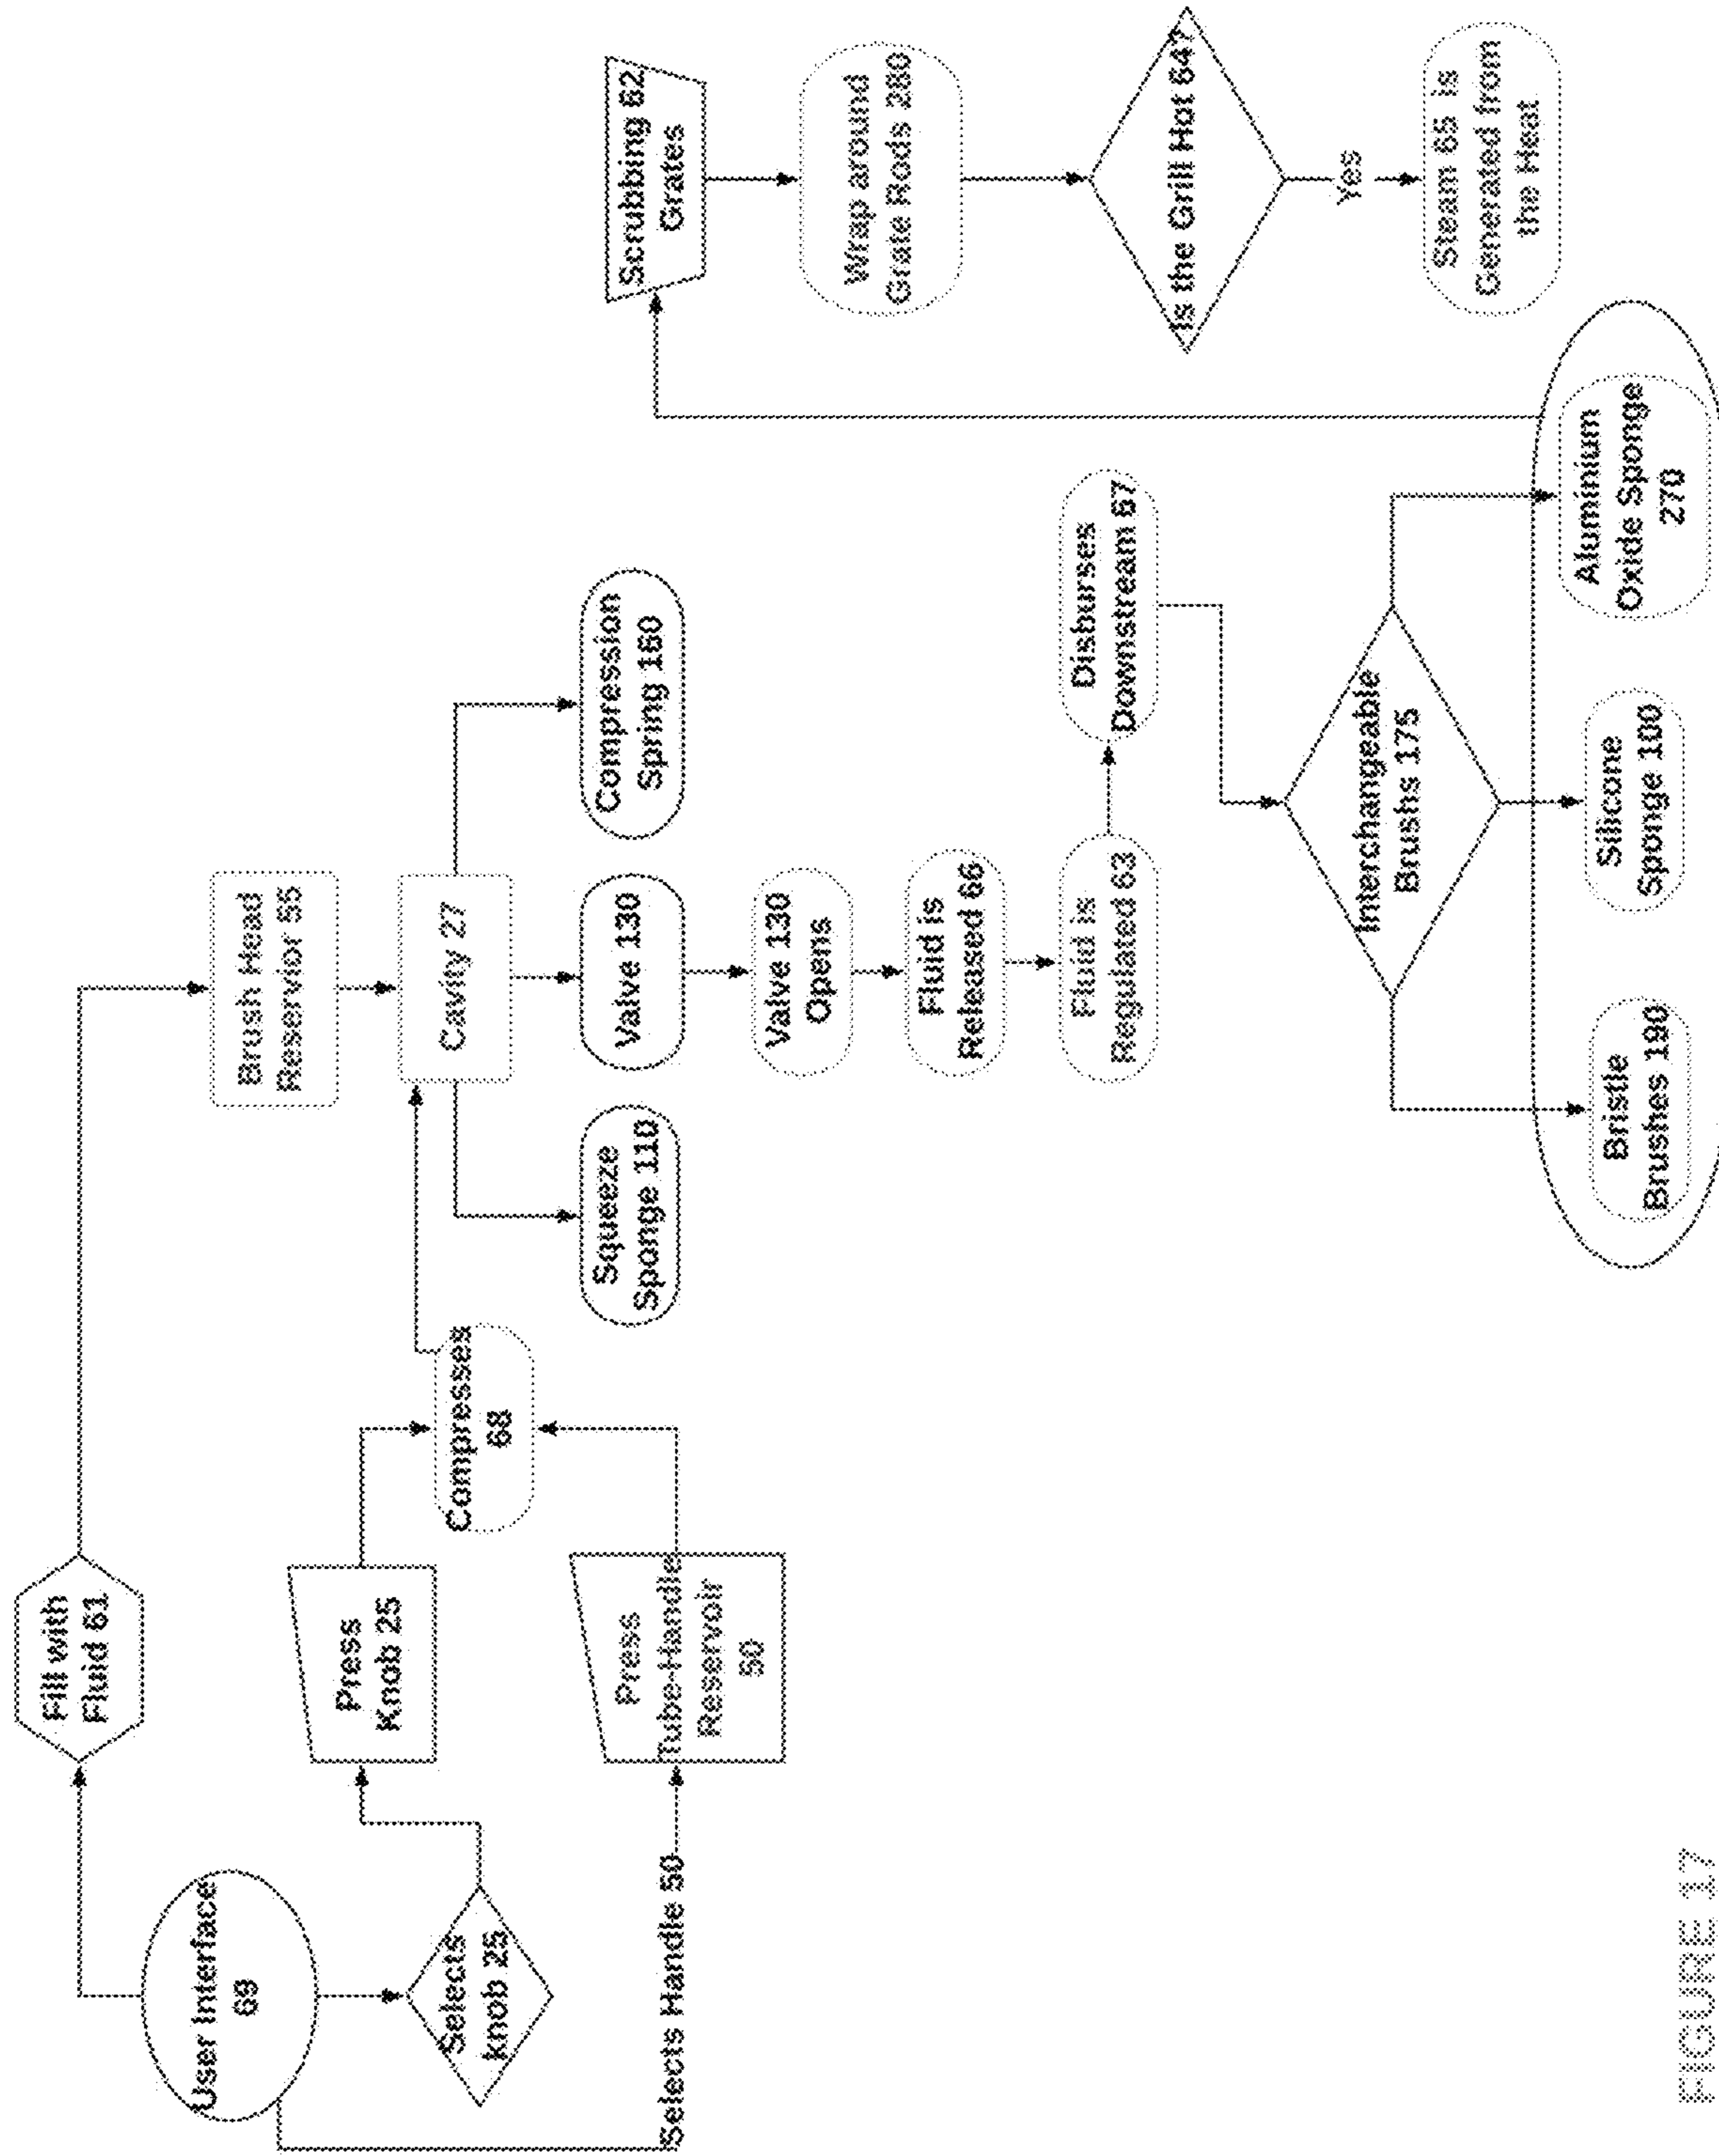 User Interface
69
Fill with
Fluid 61
Selects
knob 25
Press
Knob 25
Selects Handle 50
Press
Tube-Handle
Reservoir
50
Compresses
68
Brush Head
Reservior 55
Cavity 27
Squeeze
Sponge 110
Valve 130
Compression
Spring 160
Valve 130
Opens
Fluid is
Released 66
Fluid is
Regulated 63
Disburses
Downstream 67
Interchangeable
Brushs 175
Bristle
Brushes 190
Silicone
Sponge 100
Aluminium
Oxide Sponge
270
Scrubbing 62
Grates
Wrap around
Grate Rods 280
Is the Grill Hot 64?
Yes
Steam 65 is
Generated from
the Heat
FIGURE 17